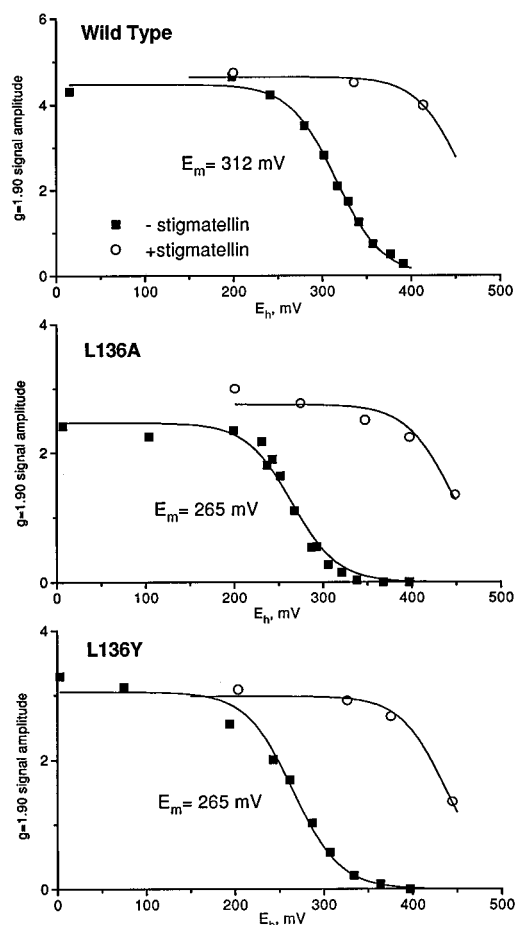 Wild Type
6
4
2
0
g=1.90 signal amplitude
Em= 312 mV
- stigmatellin
+stigmatellin
0 100 200 300 400 500
Eh, mV
L136A
4
2
0
g=1.90 signal amplitude
Em= 265 mV
0 100 200 300 400 500
Eh, mV
L136Y
4
2
0
g=1.90 signal amplitude
Em= 265 mV
0 100 200 300 400 500
Eh, mV